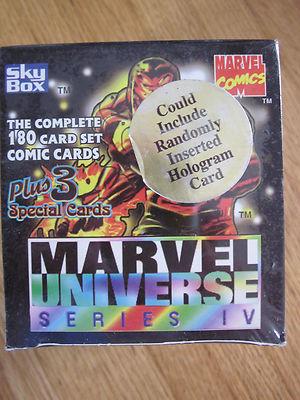 Sky
Box
TM
MARVEL
COMICS
M
TM
THE COMPLETE
180 CARD SET
COMIC CARDS
Plus 3
Special Cards
Could
Include
Randomly
Inserted
Hologram
Card
TM
MARVEL
UNIVERSE
SERIES IV